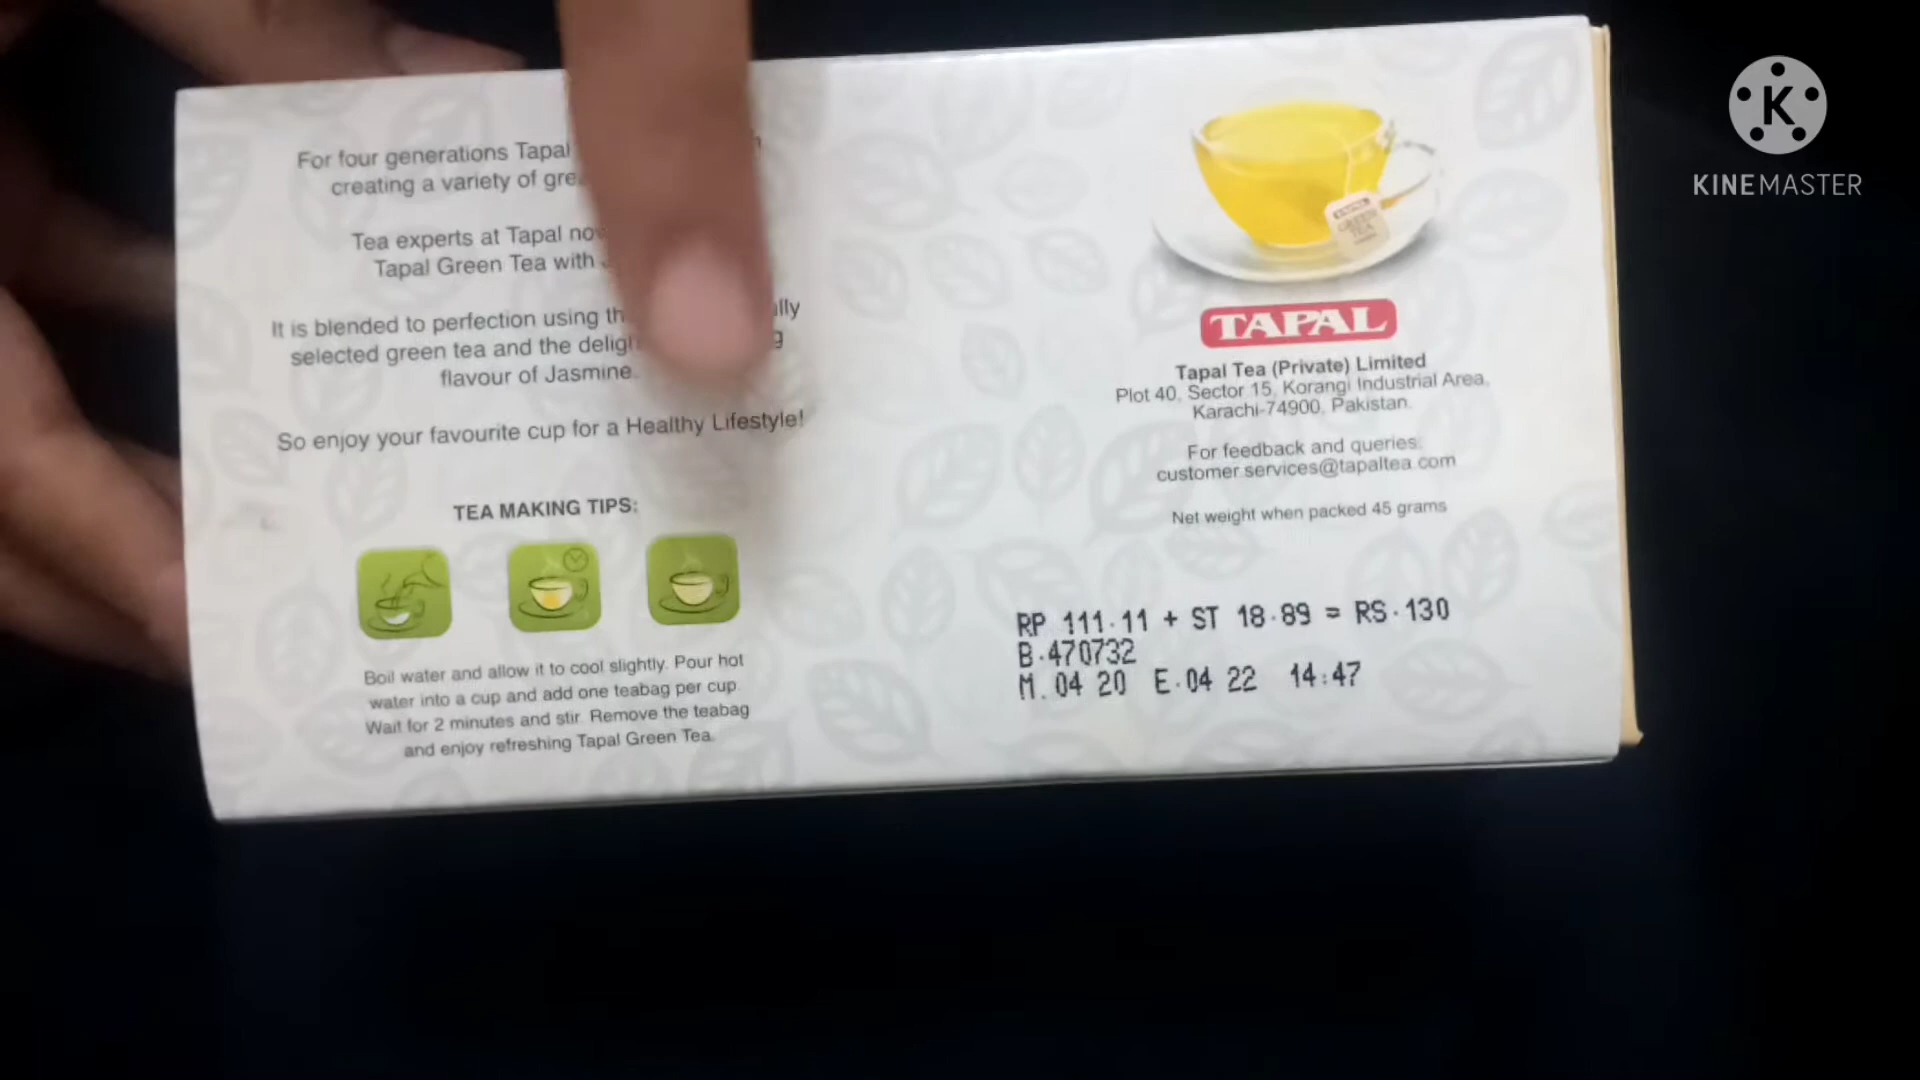 For four generations Tapal
creating a variety of
Tea experts at Tapal
Tapal Green Tea with
It is blended to perfection using
selected green tea and the
flavour of Jasmine.
So enjoy your favourite cup for a Healthy Lifestyle!
TEA MAKING TIPS:
Boil water and allow it to cool slightly. Pour hot
water into a cup and add one teabag per cup.
Wait for 2 minutes and stir. Remove the teabag
and enjoy refreshing Tapal Green Tea.
GREEN
TEA
TAPAL
Tapal Tea (Private) Limited
Plot 40, Sector 15, Korangi Industrial Area,
Karachi-74900, Pakistan.
For feedback and queries:
customer.services@tapaltea.com
Net weight when packed 45 grams
RP 111.11 + ST 18.89 = RS.130
B.470732
M. 04 20 E.04 22 14:47
K
KINEMASTER